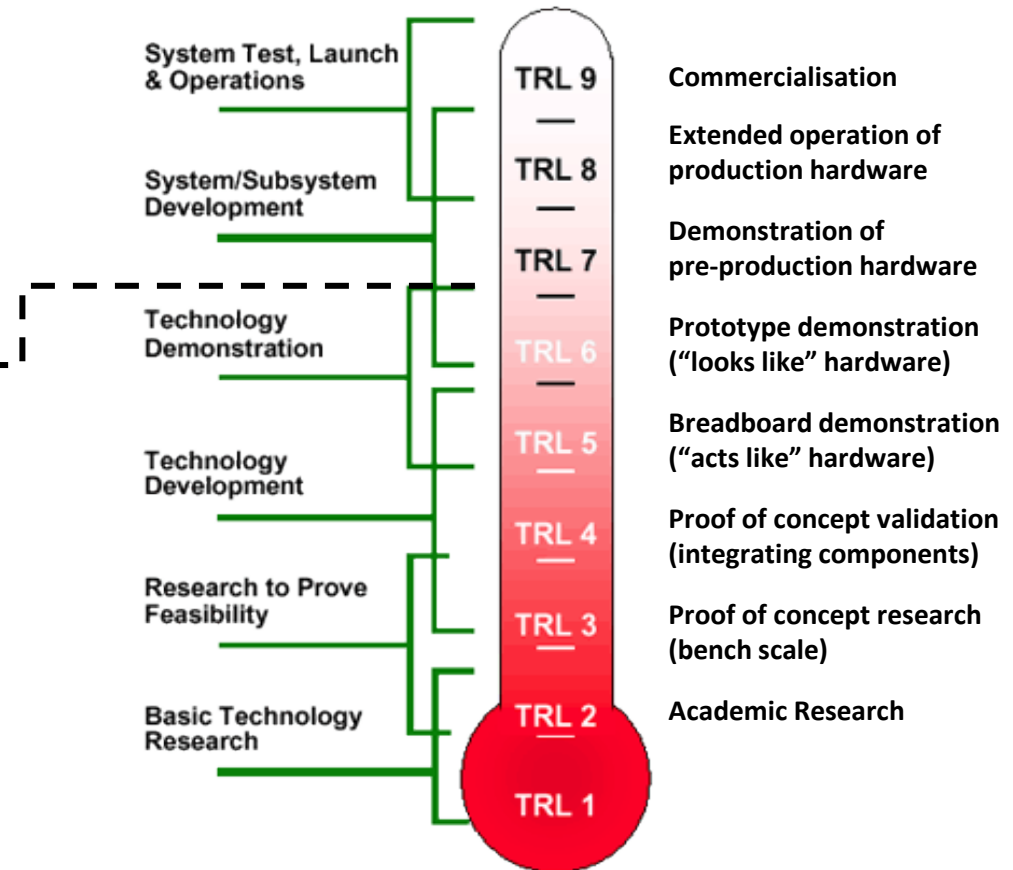 System Test, Launch
& Operations
System/Subsystem
Development
Technology
Demonstration
Technology
Development
Research to Prove
Feasibility
Basic Technology
Research
TRL 9
TRL 8
TRL 7
TRL 6
TRL 5
TRL 4
TRL 3
TRL 2
TRL 1
Commercialisation
Extended operation of
production hardware
Demonstration of
pre-production hardware
Prototype demonstration
(“looks like” hardware)
Breadboard demonstration
(“acts like” hardware)
Proof of concept validation
(integrating components)
Proof of concept research
(bench scale)
Academic Research